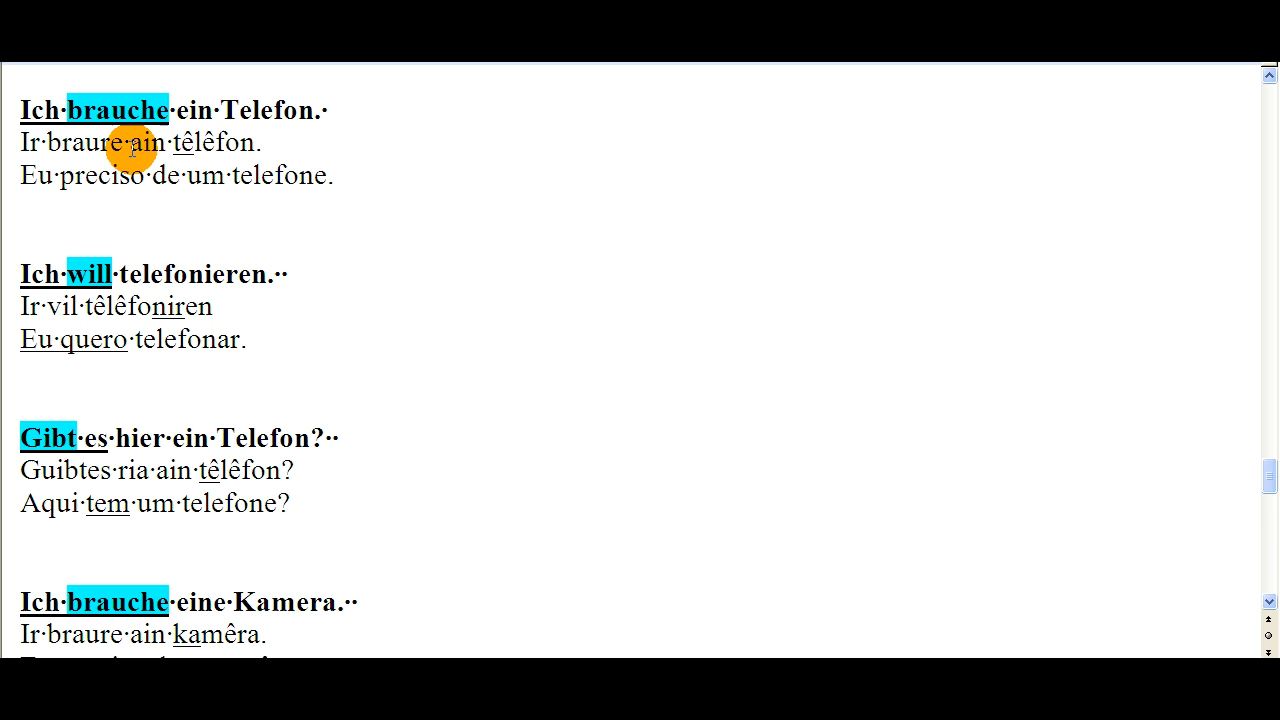 Ich·brauche·ein·Telefon.·
Ir·braure·ain·têlêfon.
Eu·preciso·de·um·telefone.
Ich·will·telefonieren.··
Ir·vil·têlêfoniren
Eu·quero·telefonar.
Gibt·es·hier·ein·Telefon?··
Guibtes·ria·ain·têlêfon?
Aqui·tem·um·telefone?
Ich·brauche·eine·Kamera.··
Ir·braure·ain·kamêra.